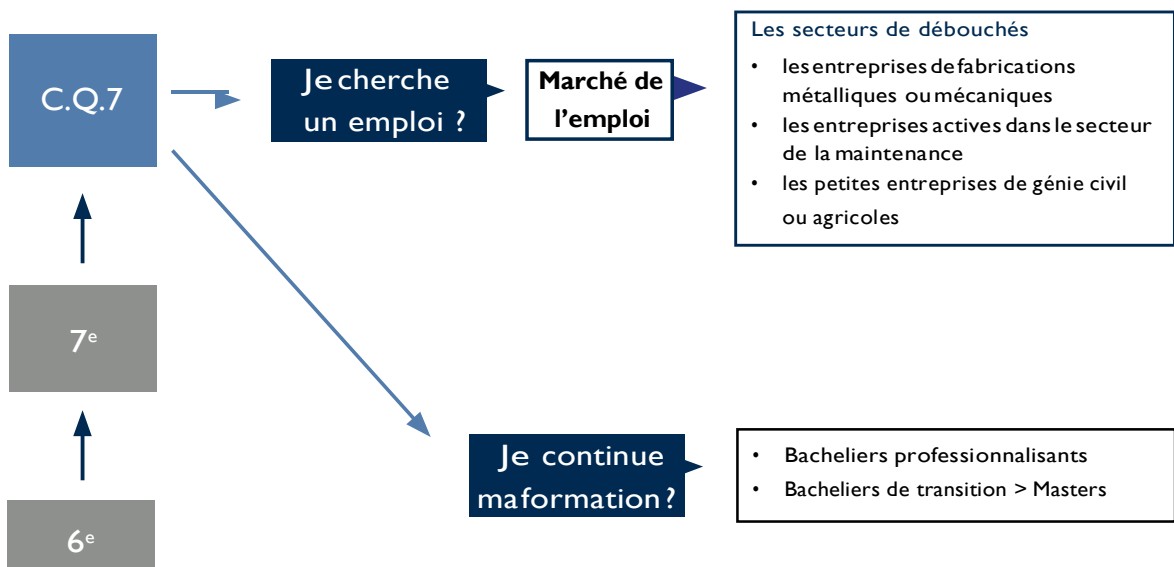 C.Q.7
Je cherche
un emploi ?
Marché de
l'emploi
Les secteurs de débouchés
• les entreprises de fabrications
métalliques ou mécaniques
• les entreprises actives dans le secteur
de la maintenance
• les petites entreprises de génie civil
ou agricoles
7e
6e
Je continue
ma formation ?
• Bacheliers professionnalisants
• Bacheliers de transition > Masters